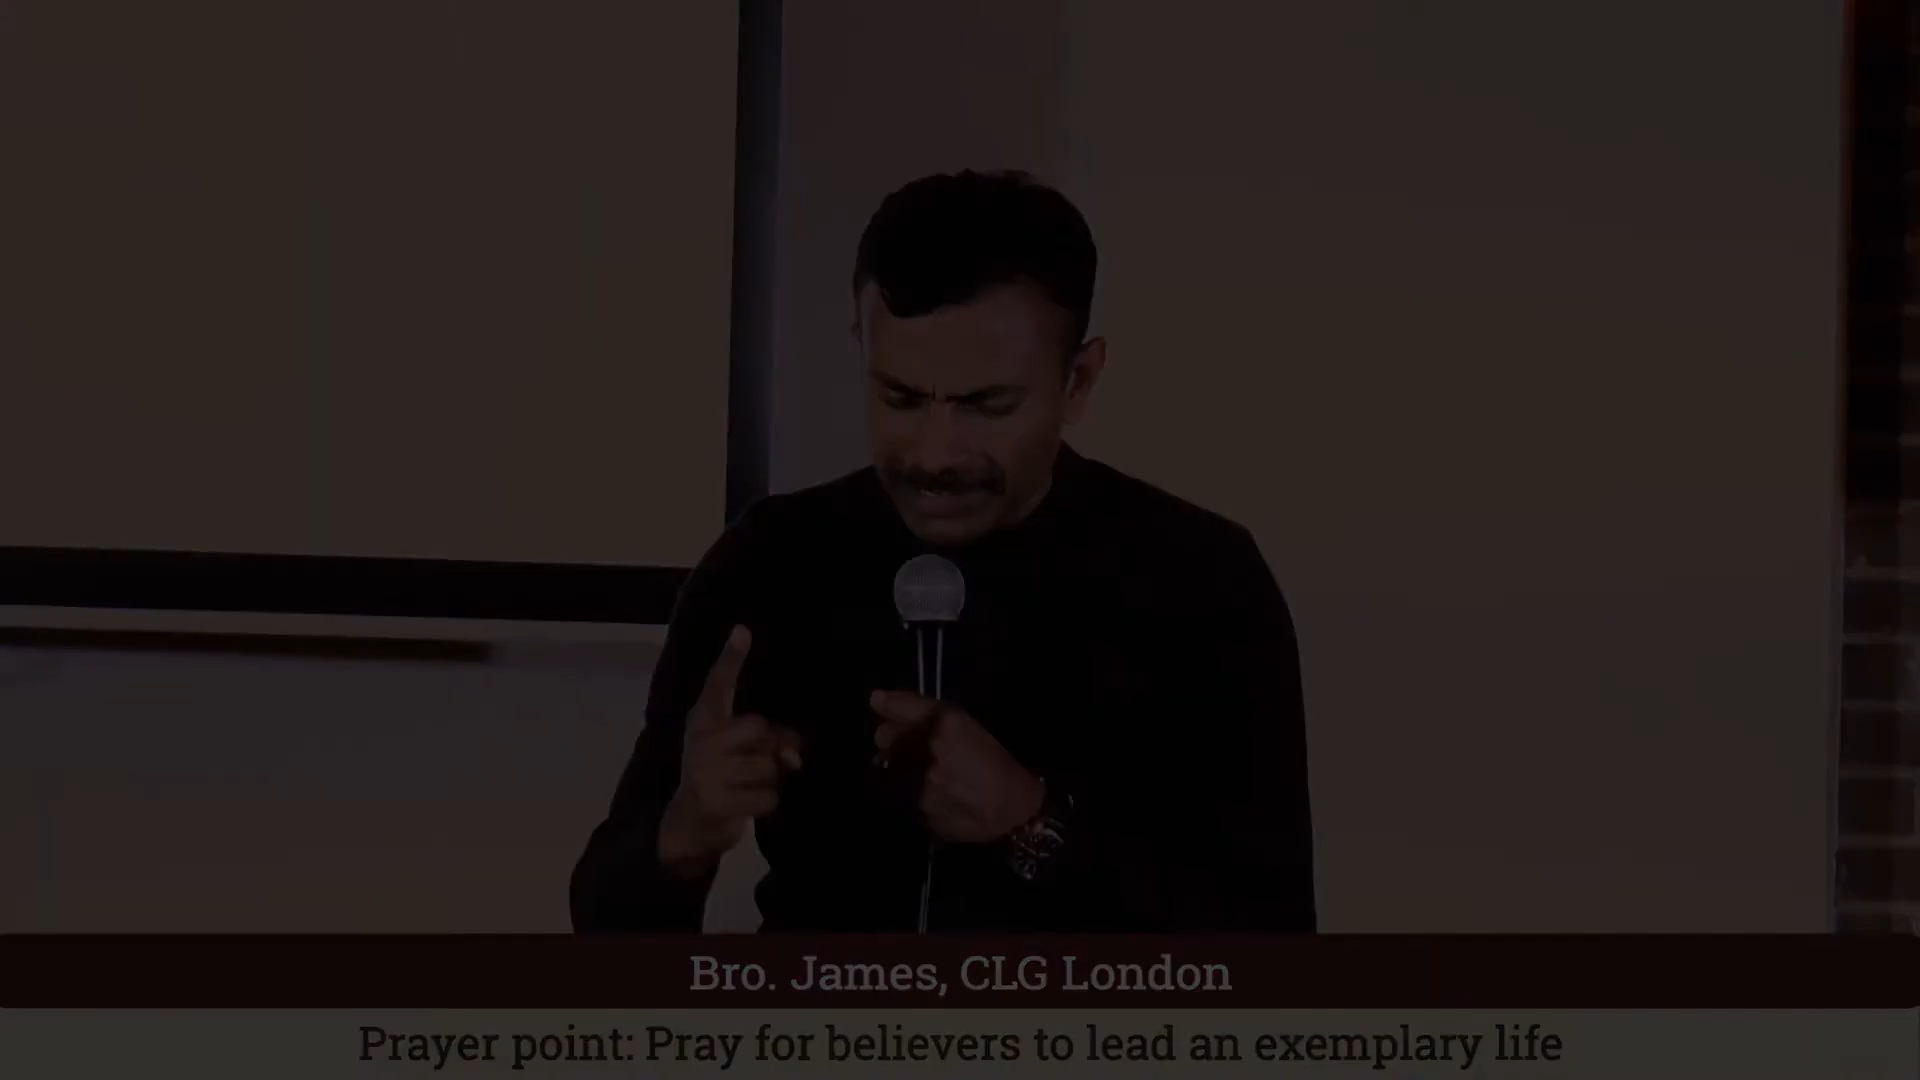 Bro. James, CLG London
Prayer point: Pray for believers to lead an exemplary life